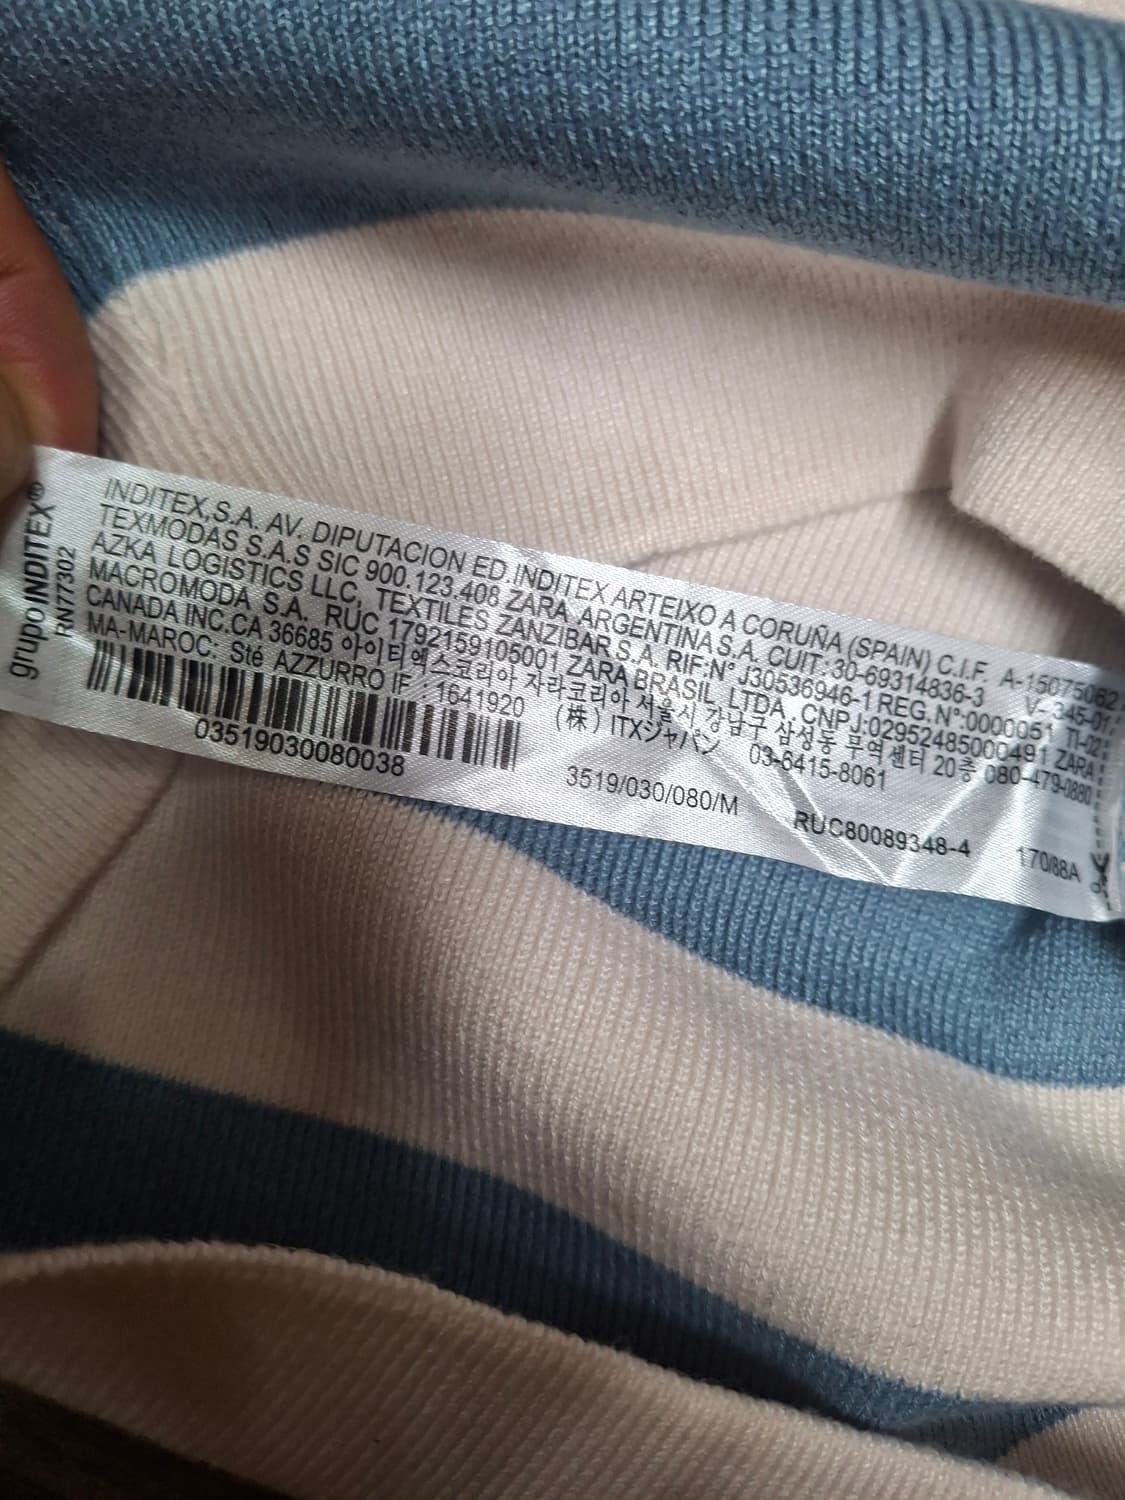 grupo INDITEX®
RN77302
INDITEX,S.A. AV. DIPUTACION ED.INDITEX ARTEIXO A CORUÑA (SPAIN) C.I.F. A-15075062
TEXMODAS S.A.S SIC 900.123.408 ZARA ARGENTINA S.A. CUIT:30-69314836-3 V- 345-01
AZKA LOGISTICS LLC, TEXTILES ZANZIBAR S.A. RIF:N° J30536946-1 REG. N°:0000051 TI-021
MACROMODA S.A. RUC 1792159105001 ZARA BRASIL, LTDA, CNPJ:02952485000491 ZARA
CANADA INC.CA 36685 아이티엑스코리아 자라코리아 서울시 강남구 삼성동 무역센터 20층 080-479-0880
MA-MAROC: Sté AZZURRO IF : 1641920 (株) ITXジャパン 03-6415-8061
03519030080038
3519/030/080/M
RUC80089348-4
170/88A